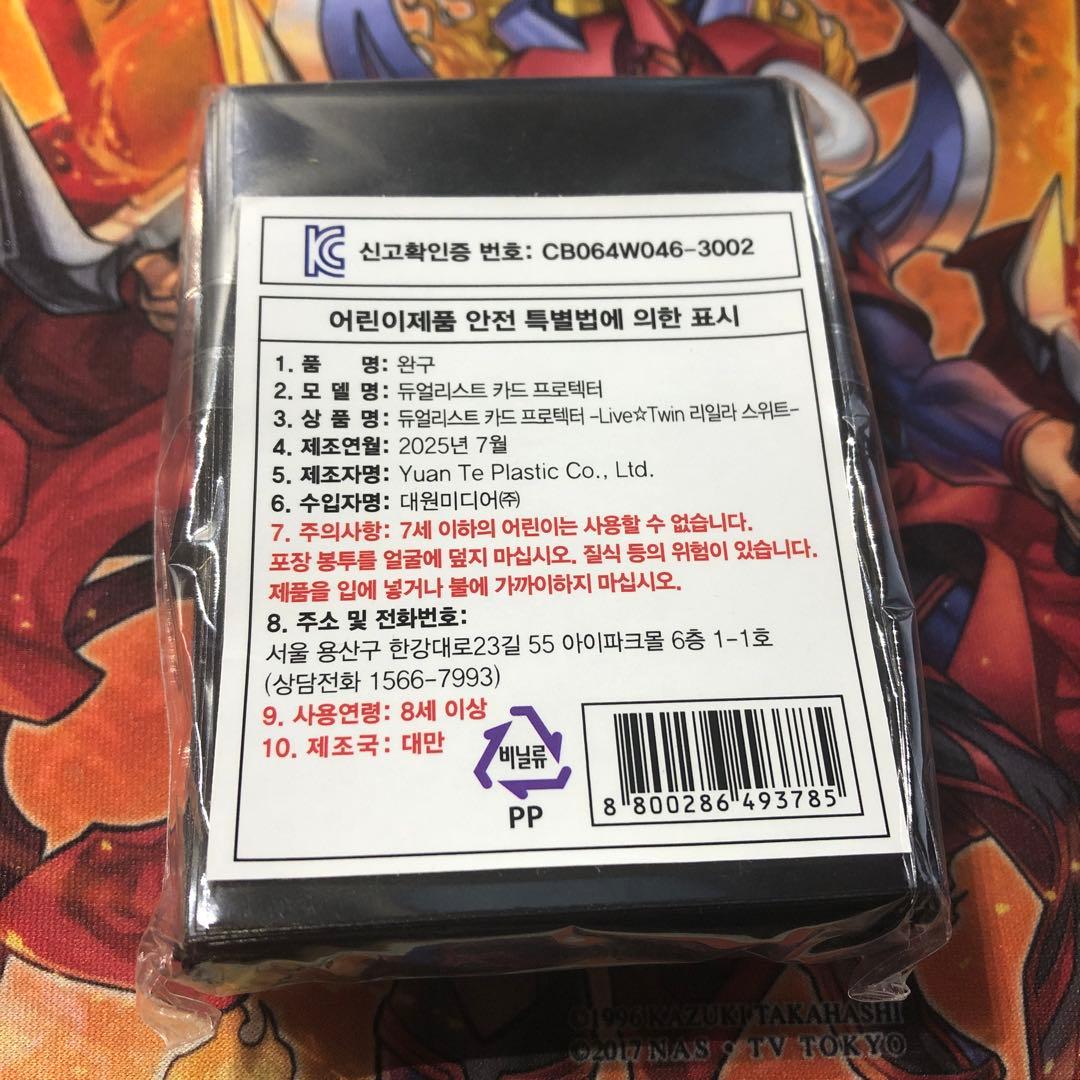 KC 신고확인증 번호: CB064W046-3002
어린이제품 안전 특별법에 의한 표시
1. 품 명: 완구
2. 모 델 명: 듀얼리스트 카드 프로텍터
3. 상 품 명: 듀얼리스트 카드 프로텍터 -Live☆Twin 리일라 스위트-
4. 제조연월: 2025년 7월
5. 제조자명: Yuan Te Plastic Co., Ltd.
6. 수입자명: 대원미디어㈜
7. 주의사항: 7세 이하의 어린이는 사용할 수 없습니다.
포장 봉투를 얼굴에 덮지 마십시오. 질식 등의 위험이 있습니다.
제품을 입에 넣거나 불에 가까이하지 마십시오.
8. 주소 및 전화번호:
서울 용산구 한강대로23길 55 아이파크몰 6층 1-1호
(상담전화 1566-7993)
9. 사용연령: 8세 이상
10. 제조국: 대만
비닐류
PP
8 800286 493785
©1996 KAZUKI TAKAHASHI
©2017 NAS • TV TOKYO